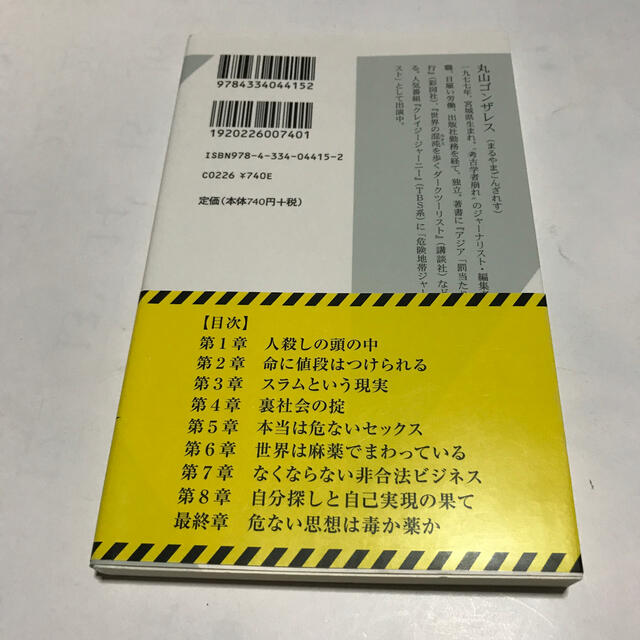 9784334044152
1920226007401
ISBN978-4-334-04415-2
C0226 ¥740E
定価(本体740円+税)
丸山ゴンザレス(まるやまごんざれす)
一九七七年、宮城県生まれ。"考古学者崩れ"のジャーナリスト・編集
職、日雇い労働、出版社勤務を経て、独立。著書に『アジア「罰当た
行』(彩図社)、『世界の混沌を歩くダークツーリスト』(講談社)など
る。人気番組『クレイジージャーニー』(TBS系)に「危険地帯ジャー
スト」として出演中。
【目次】
第1章 人殺しの頭の中
第2章 命に値段はつけられる
第3章 スラムという現実
第4章 裏社会の掟
第5章 本当は危ないセックス
第6章 世界は麻薬でまわっている
第7章 なくならない非合法ビジネス
第8章 自分探しと自己実現の果て
最終章 危ない思想は毒か薬か